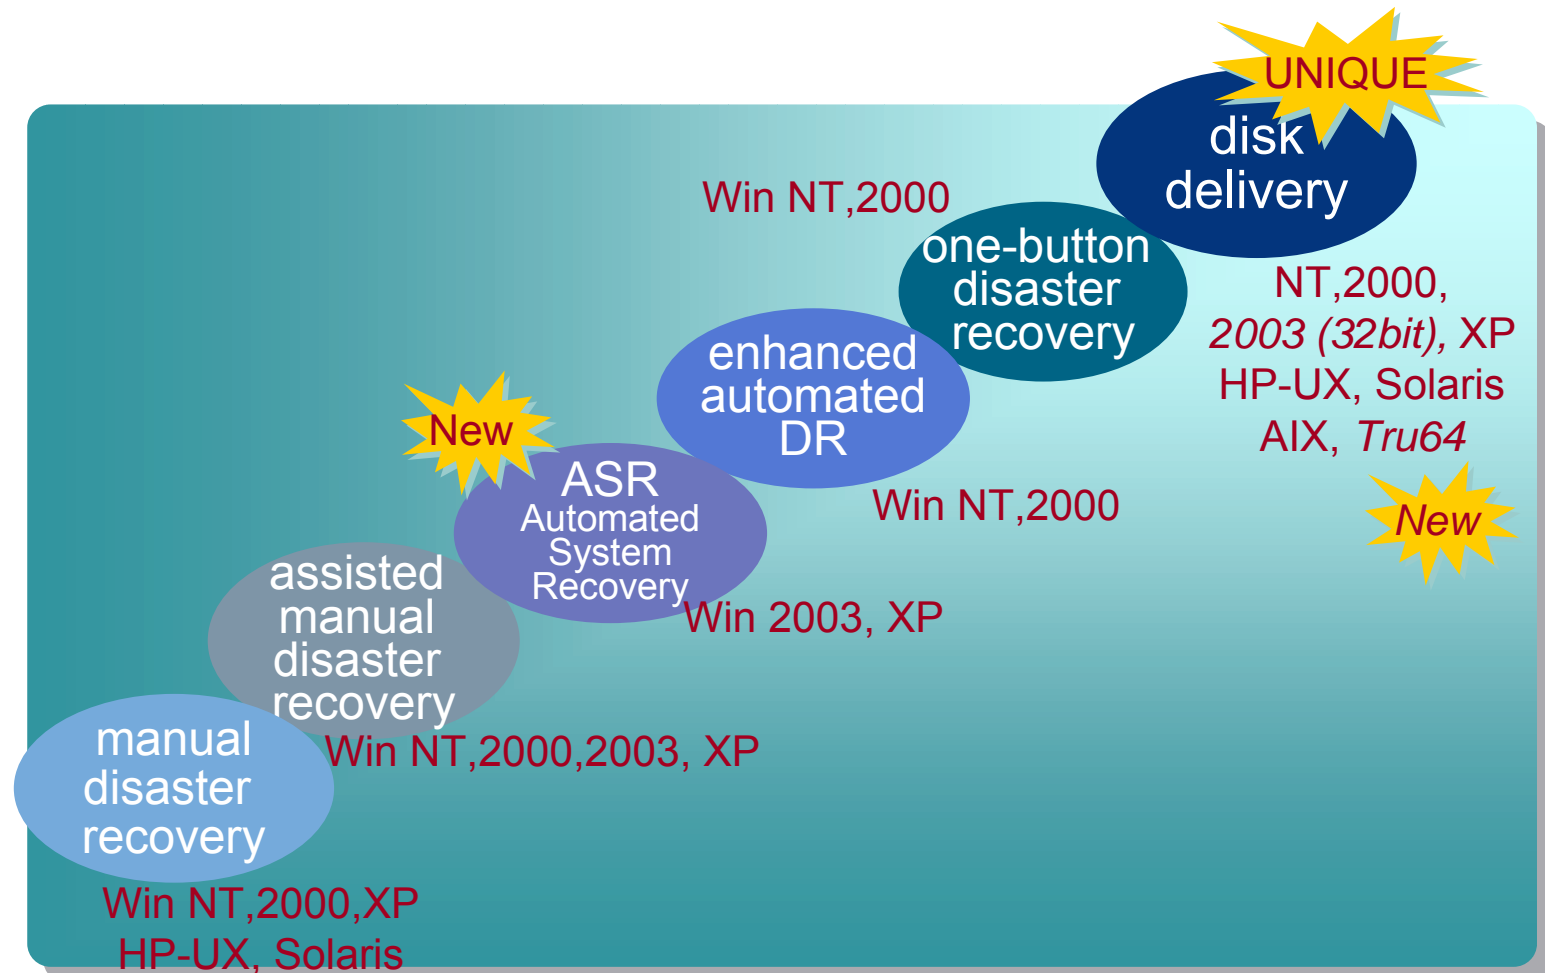 UNIQUE
disk
delivery
Win NT,2000
one-button
disaster
recovery
NT,2000,
2003 (32bit), XP
HP-UX, Solaris
AIX, Tru64
New
enhanced
automated
DR
Win NT,2000
New
ASR
Automated
System
Recovery
Win 2003, XP
assisted
manual
disaster
recovery
Win NT,2000,2003, XP
manual
disaster
recovery
Win NT,2000,XP
HP-UX, Solaris